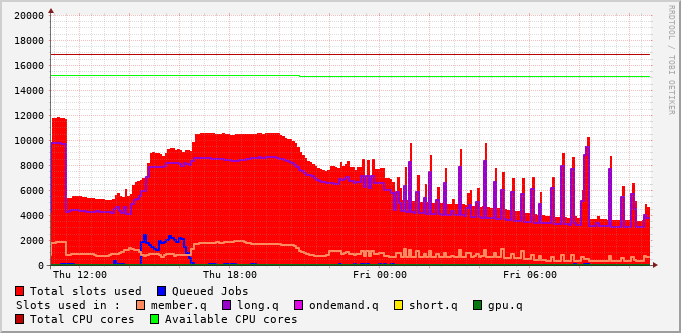 RRDTOOL / TOBI OETIKER
20000
18000
16000
14000
12000
10000
8000
6000
4000
2000
0
Thu 12:00 Thu 18:00 Fri 00:00 Fri 06:00
Total slots used Queued Jobs
Slots used in : member.q long.q ondemand.q short.q gpu.q
Total CPU cores Available CPU cores